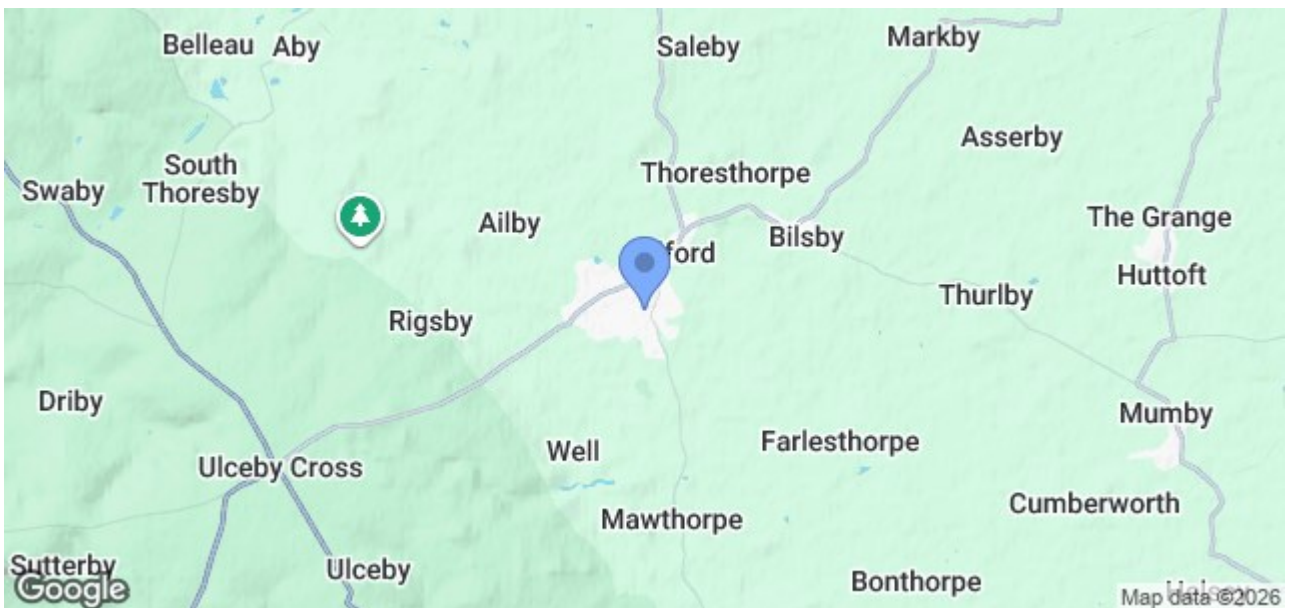 Belleau
Aby
Saleby
Markby
Asserby
South
Thoresby
Swaby
Thoresthorpe
Ailby
The Grange
Bilsby
ford
Huttoft
Thurlby
Rigsby
Driby
Mumby
Well
Farlesthorpe
Ulceby Cross
Cumberworth
Mawthorpe
Sutterby
Ulceby
Bonthorpe
Google
Map data ©2026